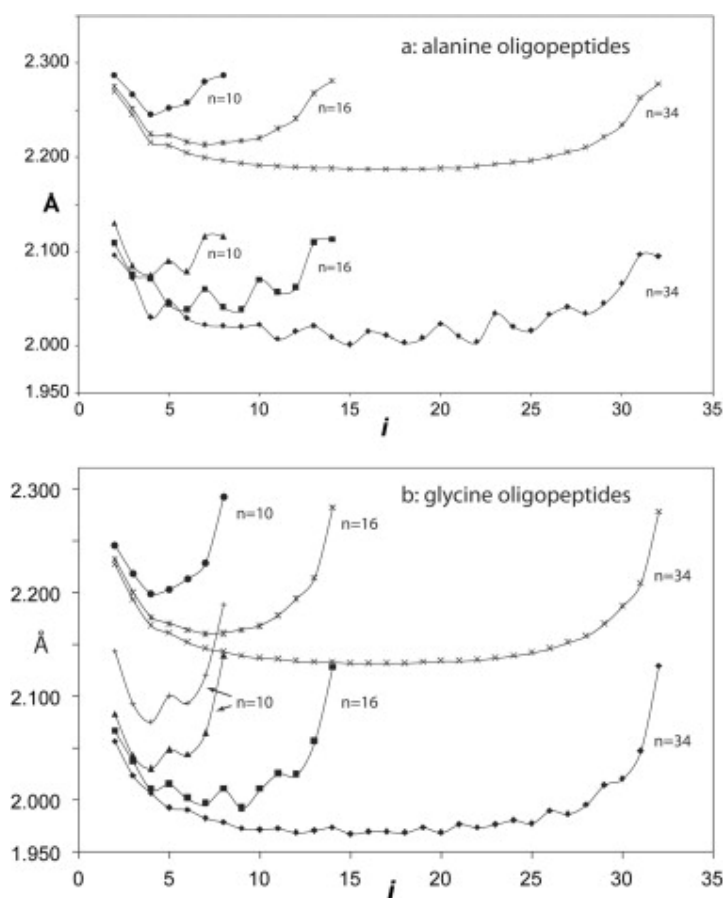 a: alanine oligopeptides
2.300
n=10
n=16
n=34
2.200
Å
2.100
n=10
n=16
n=34
2.000
1.950
0 5 10 15 20 25 30 35
i
2.300
b: glycine oligopeptides
n=10
n=16
n=34
2.200
Å
2.100
n=10
n=16
n=34
2.000
1.950
0 5 10 15 20 25 30 35
i